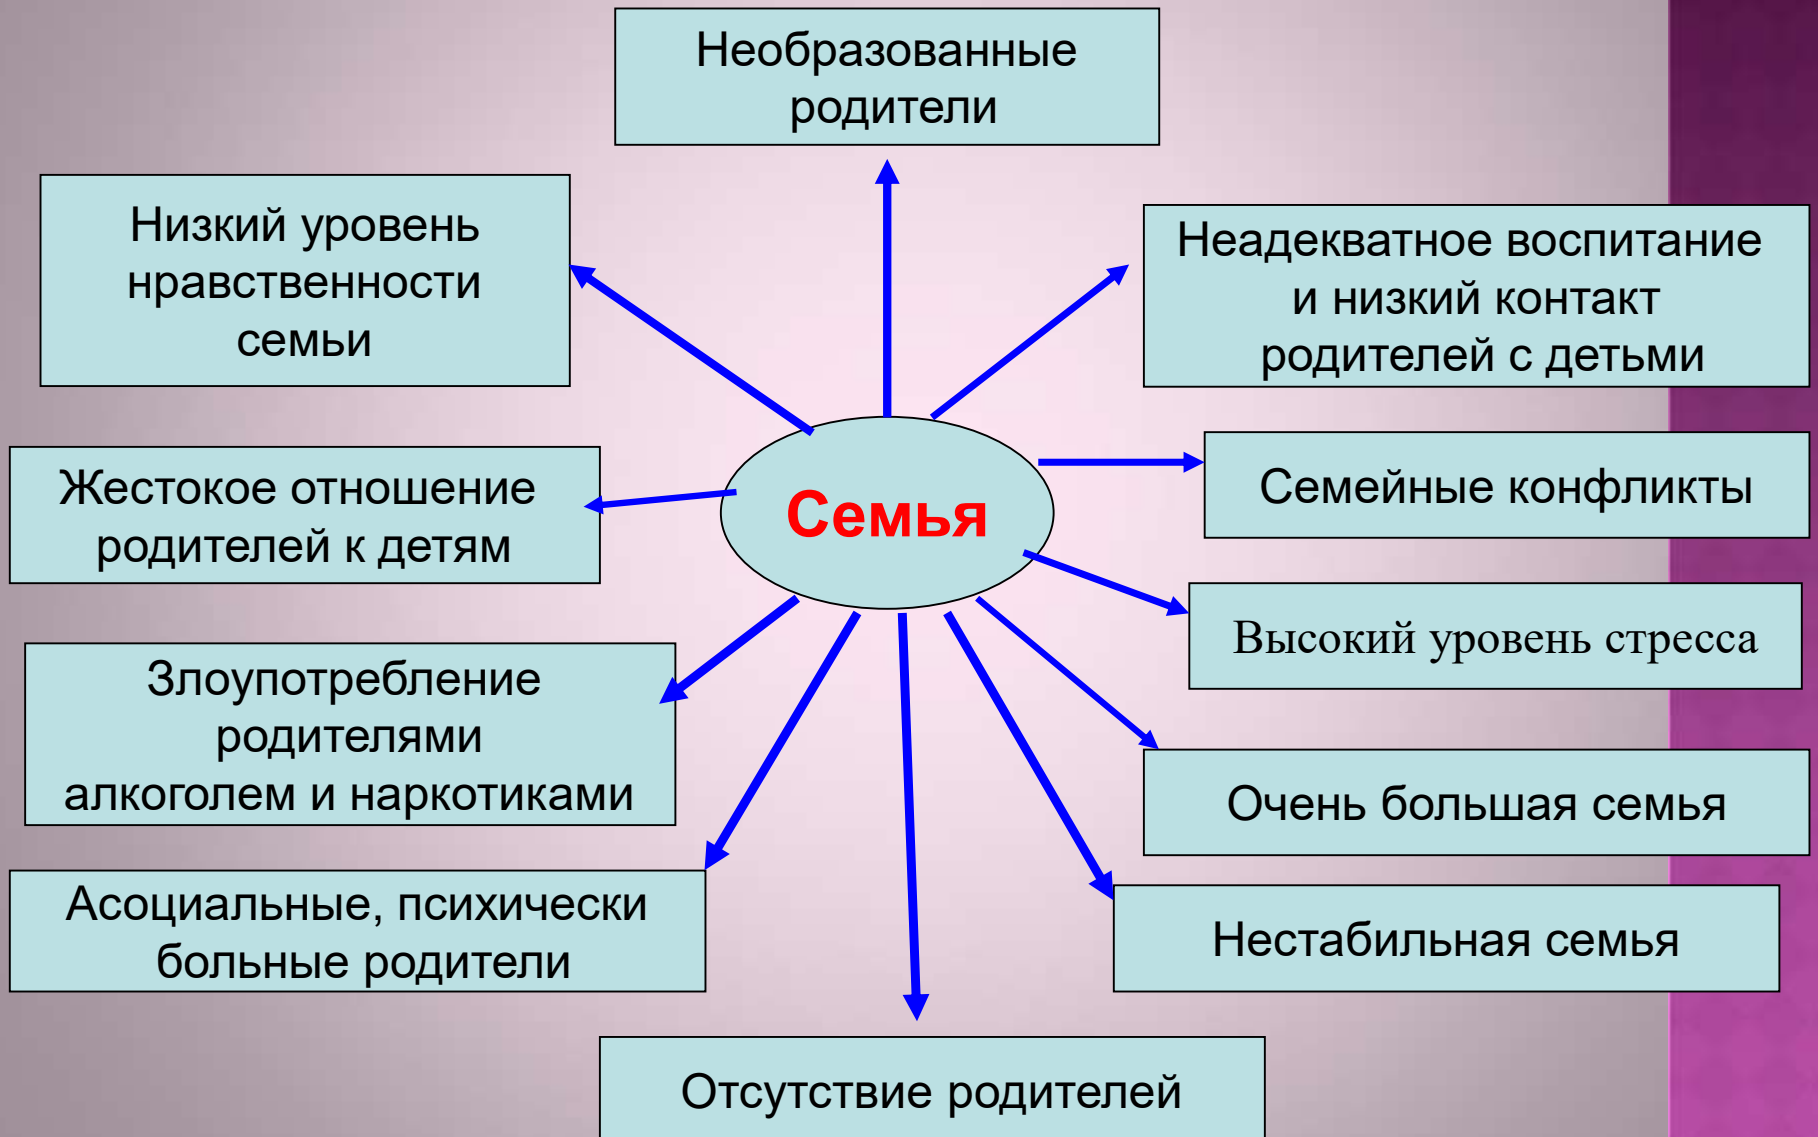 Необразованные
родители
Низкий уровень
нравственности
семьи
Неадекватное воспитание
и низкий контакт
родителей с детьми
Жестокое отношение
родителей к детям
Семья
Семейные конфликты
Высокий уровень стресса
Злоупотребление
родителями
алкоголем и наркотиками
Очень большая семья
Асоциальные, психически
больные родители
Нестабильная семья
Отсутствие родителей